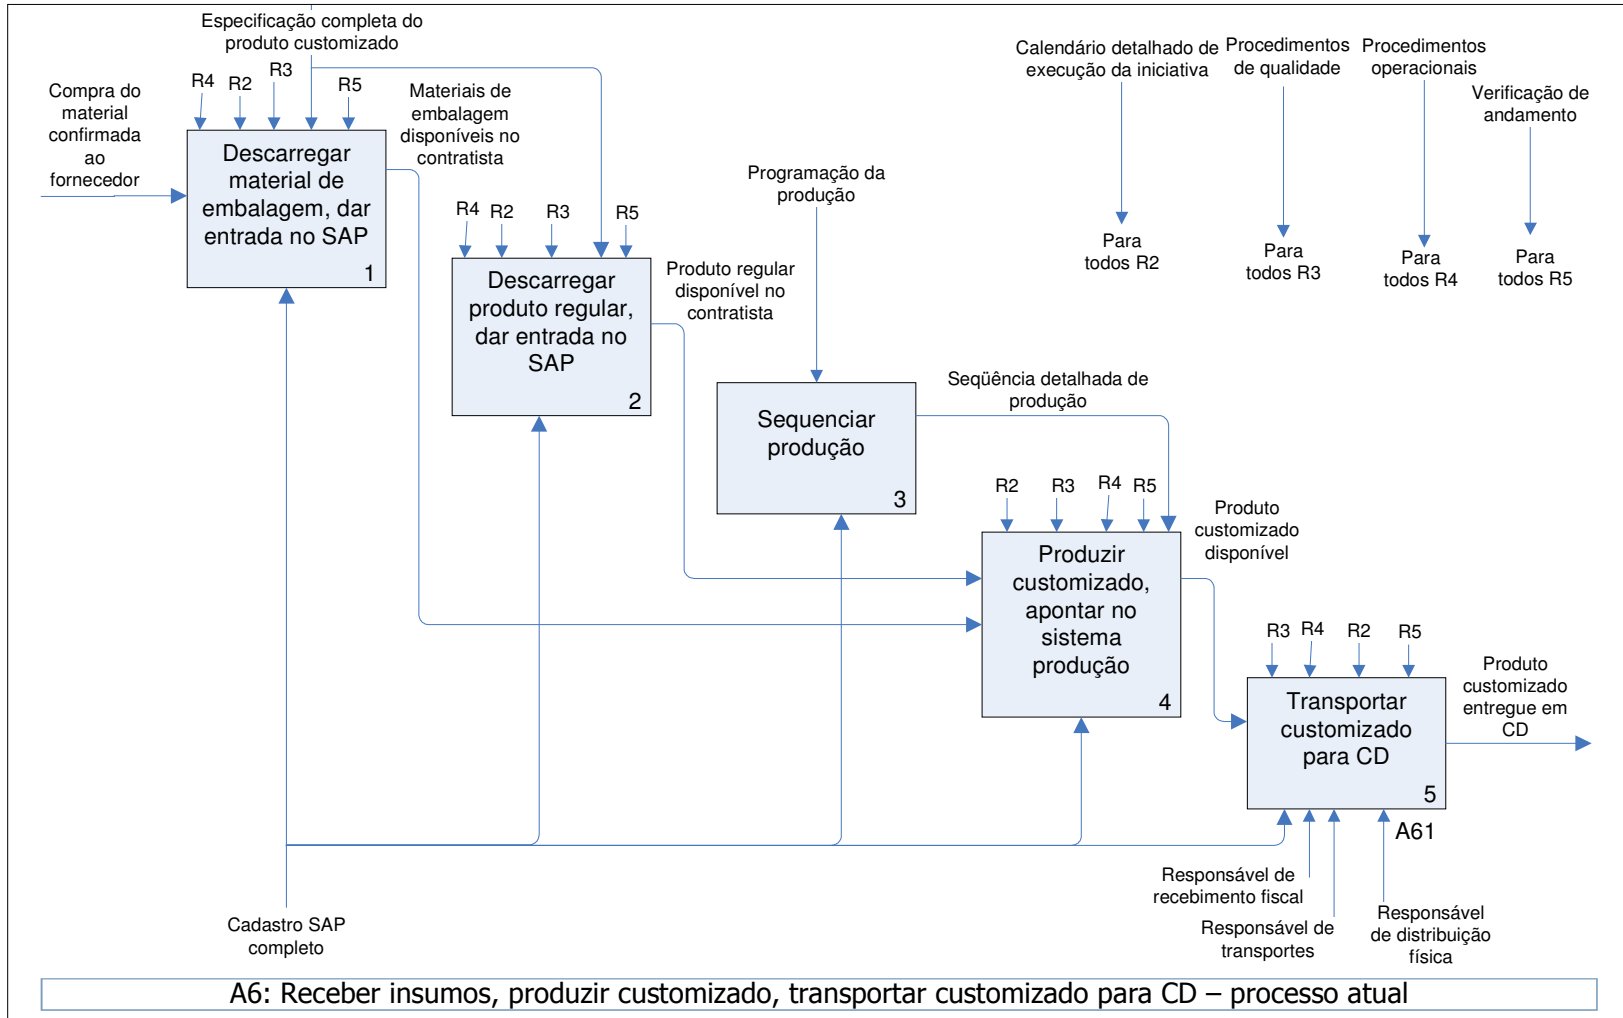 Especificação completa do
produto customizado
R4
R2
R3
R5
Compra do
material
confirmada
ao
fornecedor
Materiais de
embalagem
disponíveis no
contratista
Descarregar
material de
embalagem, dar
entrada no SAP
1
Calendário detalhado de
execução da iniciativa
Procedimentos
de qualidade
Procedimentos
operacionais
Verificação de
andamento
Para
todos R2
Para
todos R3
Para
todos R4
Para
todos R5
R4
R2
R3
R5
Descarregar
produto regular,
dar entrada no
SAP
2
Produto regular
disponível no
contratista
Programação da
produção
Sequenciar
produção
3
Seqüência detalhada de
produção
R2
R3
R4
R5
Produzir
customizado,
apontar no
sistema
produção
4
Produto
customizado
disponível
R3
R4
R2
R5
Transportar
customizado
para CD
5
A61
Produto
customizado
entregue em
CD
Responsável de
recebimento fiscal
Responsável de
transportes
Responsável
de distribuição
física
Cadastro SAP
completo
A6: Receber insumos, produzir customizado, transportar customizado para CD – processo atual